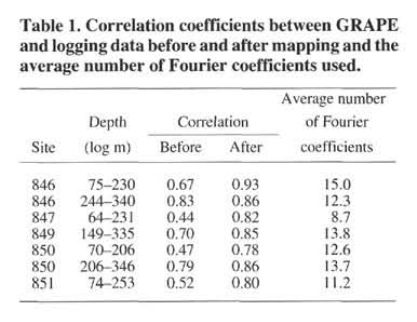 Table 1. Correlation coefficients between GRAPE
and logging data before and after mapping and the
average number of Fourier coefficients used.
Average number
Depth Correlation of Fourier
Site (log m) Before After coefficients
846 75–230 0.67 0.93 15.0
846 244–340 0.83 0.86 12.3
847 64–231 0.44 0.82 8.7
849 149–335 0.70 0.85 13.8
850 70–206 0.47 0.78 12.6
850 206–346 0.79 0.86 13.7
851 74–253 0.52 0.80 11.2